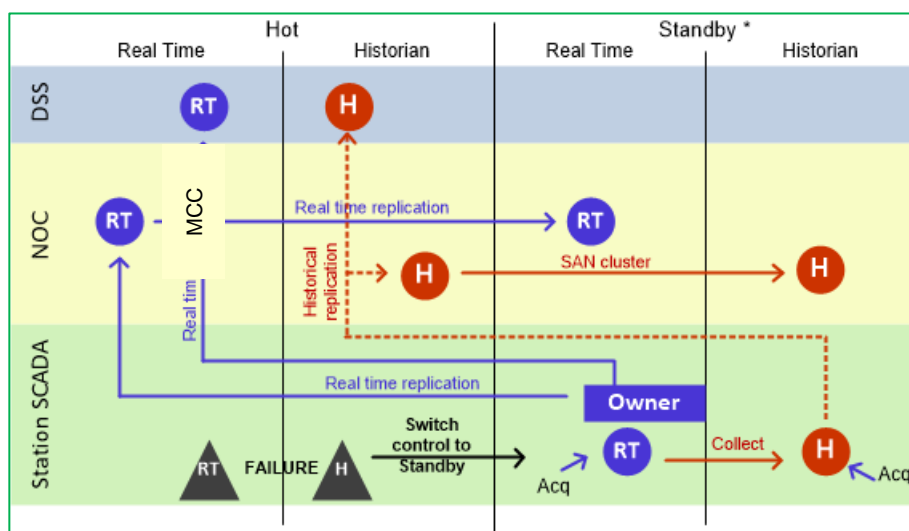 Hot
Standby *
Real Time
Historian
Real Time
Historian
DSS
RT
H
NOC
RT
MCC
Real time replication
RT
Historical
replication
H
SAN cluster
H
Real tim
Station SCADA
Real time replication
Owner
RT
FAILURE
H
Switch
control to
Standby
RT
Collect
H
Acq
Acq